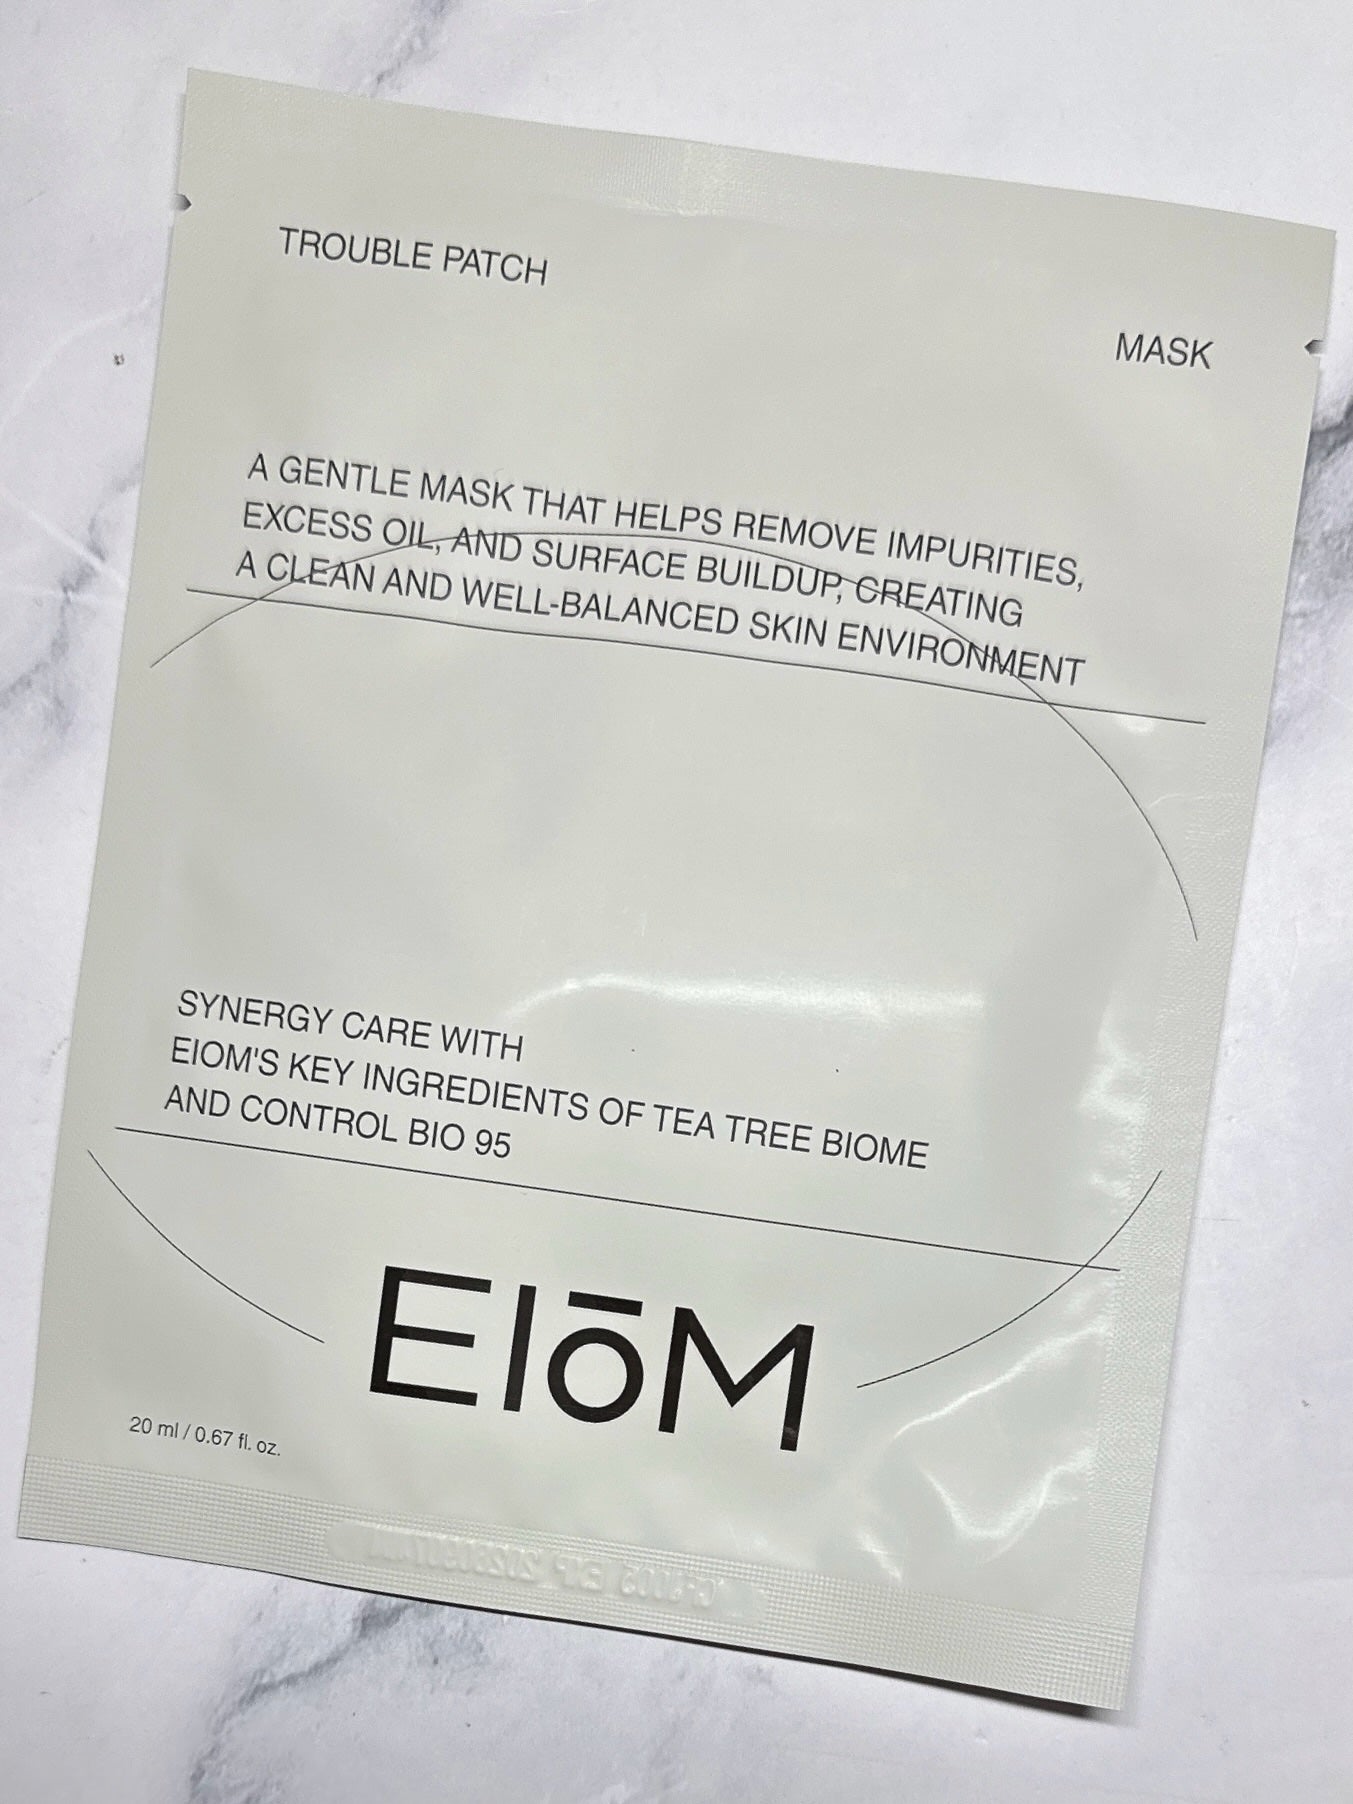 TROUBLE PATCH
MASK
A GENTLE MASK THAT HELPS REMOVE IMPURITIES,
EXCESS OIL, AND SURFACE BUILDUP, CREATING
A CLEAN AND WELL-BALANCED SKIN ENVIRONMENT
SYNERGY CARE WITH
EIOM'S KEY INGREDIENTS OF TEA TREE BIOME
AND CONTROL BIO 95
EIōM
20 ml / 0.67 fl. oz.